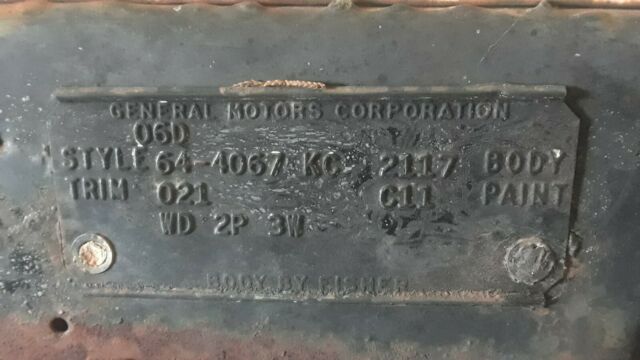 GENERAL MOTORS CORPORATION
06D
STYLE 64-4067 KC 2117 BODY
TRIM 021 C11 PAINT
WD 2P 3W
BODY BY FISHER